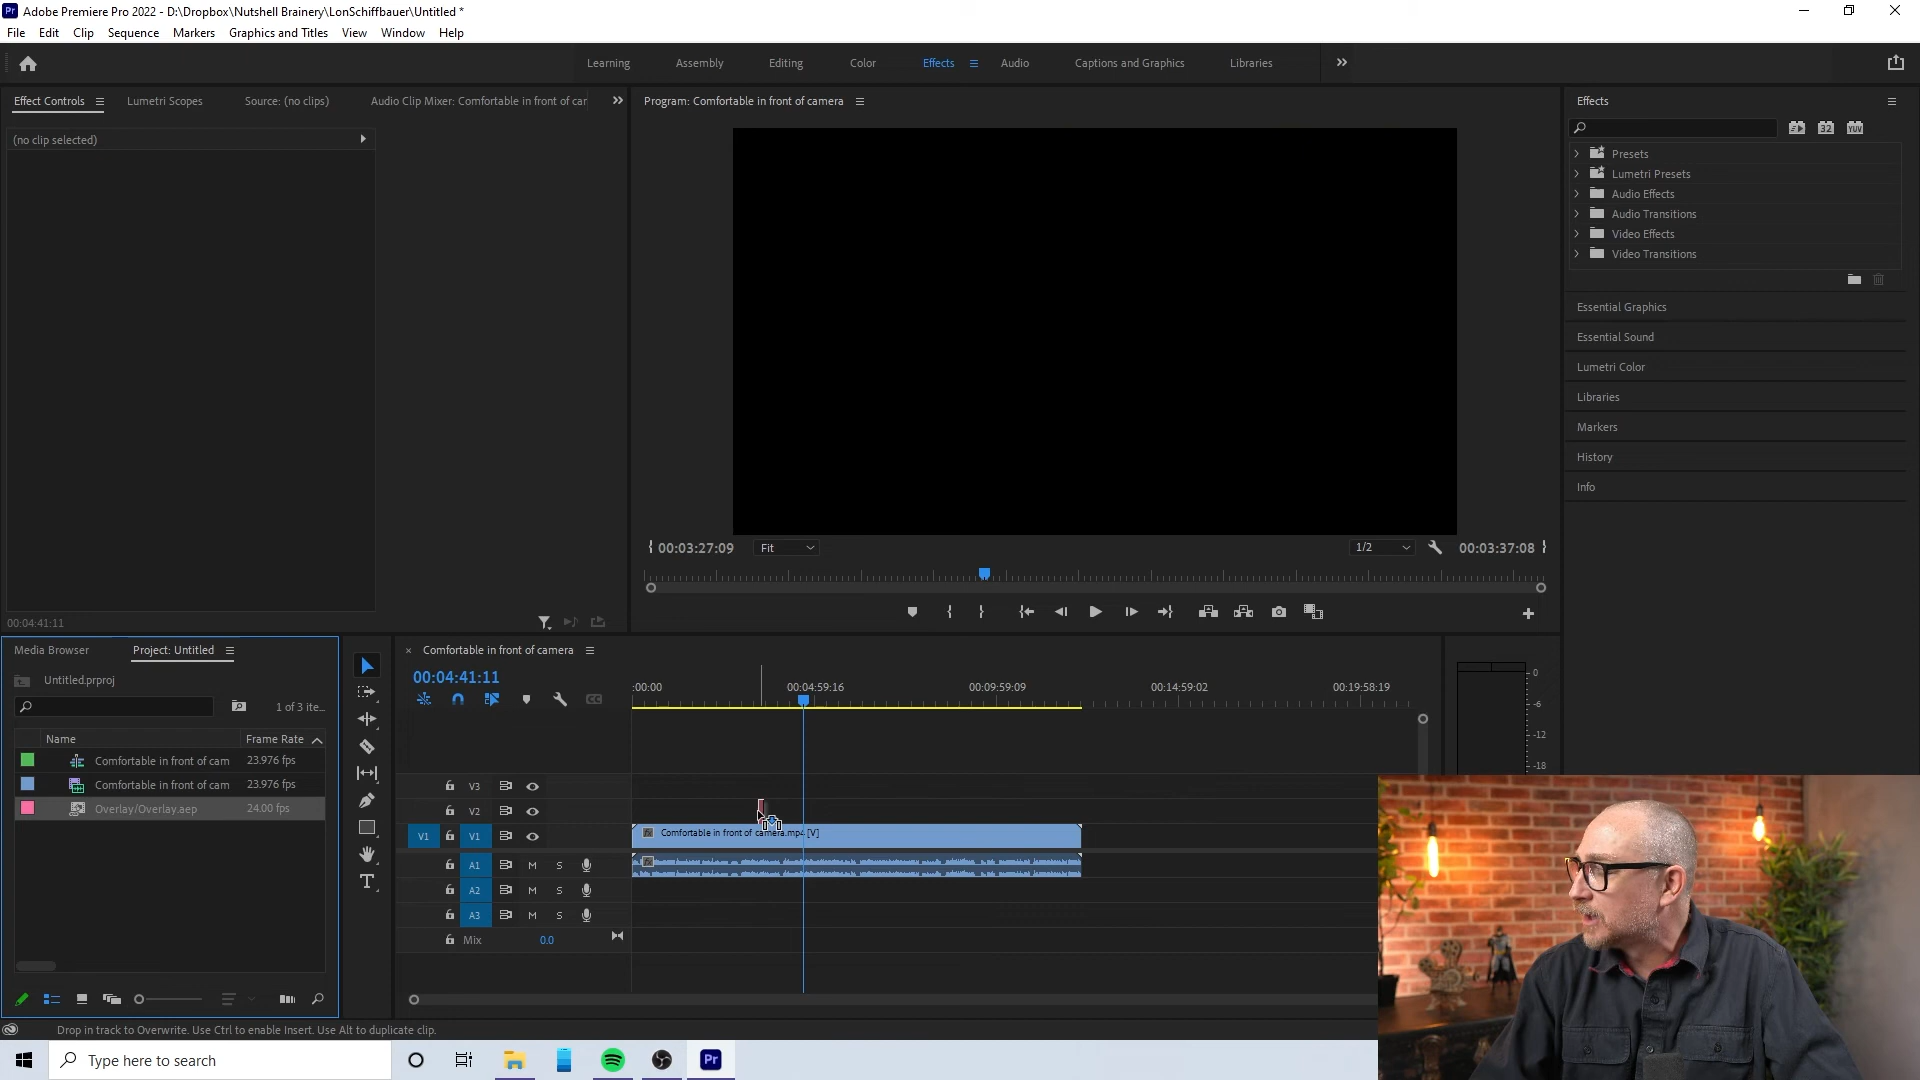 Pr Adobe Premiere Pro 2022 - D:\Dropbox\Nutshell Brainery\LonSchiffbauer\Untitled *
File Edit Clip Sequence Markers Graphics and Titles View Window Help
Learning Assembly Editing Color Effects Audio Captions and Graphics Libraries
Effect Controls Lumetri Scopes Source: (no clips) Audio Clip Mixer: Comfortable in front of car
Program: Comfortable in front of camera
Effects
(no clip selected)
32 YUV
Presets
Lumetri Presets
Audio Effects
Audio Transitions
Video Effects
Video Transitions
Essential Graphics
Essential Sound
Lumetri Color
Libraries
Markers
History
Info
00:03:27:09 Fit 1/2 00:03:37:08
00:04:41:11
Media Browser Project: Untitled
Untitled.prproj
1 of 3 ite...
Name Frame Rate
Comfortable in front of cam 23.976 fps
Comfortable in front of cam 23.976 fps
Overlay/Overlay.aep 24.00 fps
Comfortable in front of camera
00:04:41:11
CC
:00:00 00:04:59:16 00:09:59:09 00:14:59:02 00:19:58:19
V3
V2
V1 V1 Comfortable in front of camera.mp4 [V]
A1 M S
A2 M S
A3 M S
Mix 0.0
0
-6
-12
-18
Drop in track to Overwrite. Use Ctrl to enable Insert. Use Alt to duplicate clip.
Type here to search
Pr